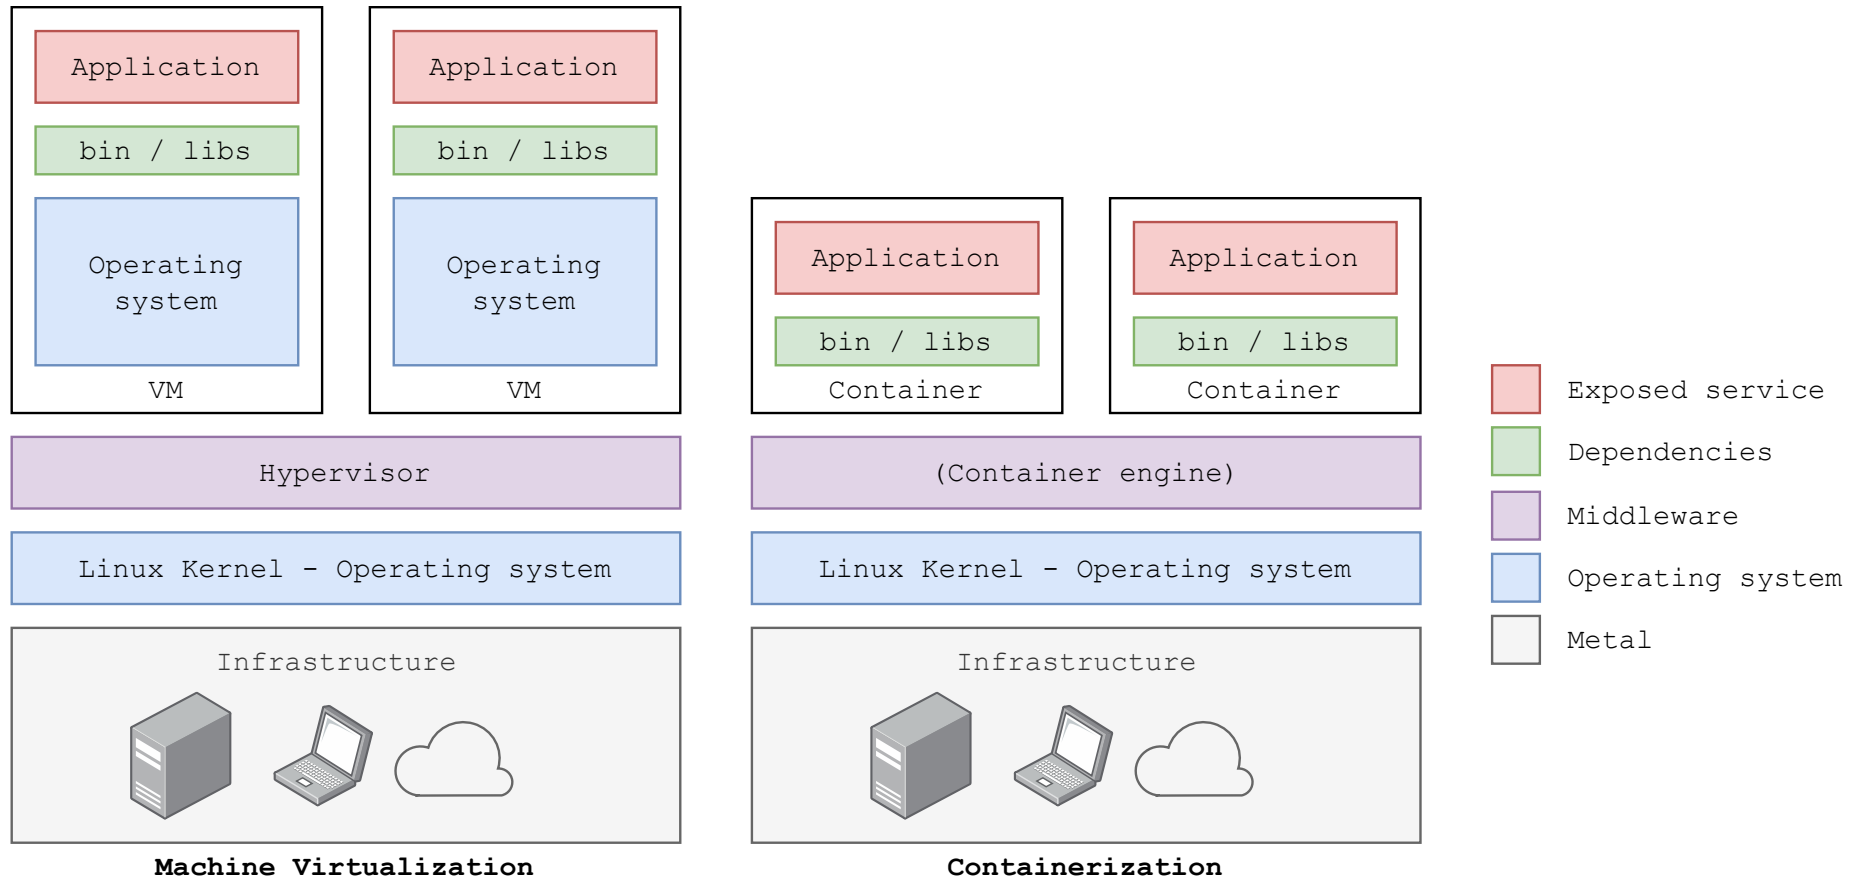 Application
bin / libs
Operating
system
VM
Application
bin / libs
Operating
system
VM
Hypervisor
Linux Kernel - Operating system
Infrastructure
Machine Virtualization
Application
bin / libs
Container
Application
bin / libs
Container
(Container engine)
Linux Kernel - Operating system
Infrastructure
Containerization
Exposed service
Dependencies
Middleware
Operating system
Metal